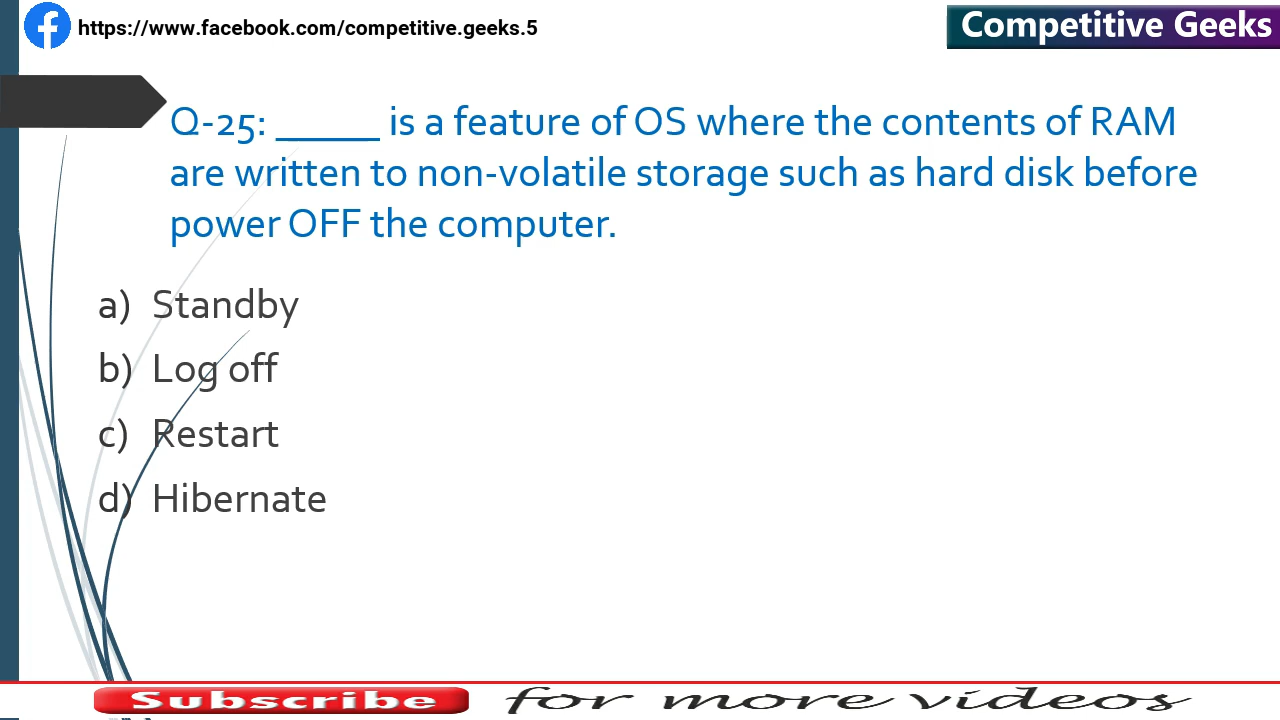 https://www.facebook.com/competitive.geeks.5
Competitive Geeks
Q-25: _____ is a feature of OS where the contents of RAM
are written to non-volatile storage such as hard disk before
power OFF the computer.
a) Standby
b) Log off
c) Restart
d) Hibernate
Subscribe for more videos